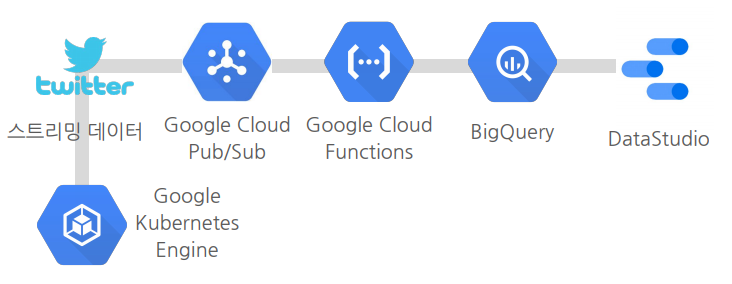 twitter
스트리밍 데이터
Google Cloud
Pub/Sub
Google Cloud
Functions
BigQuery
DataStudio
Google
Kubernetes
Engine